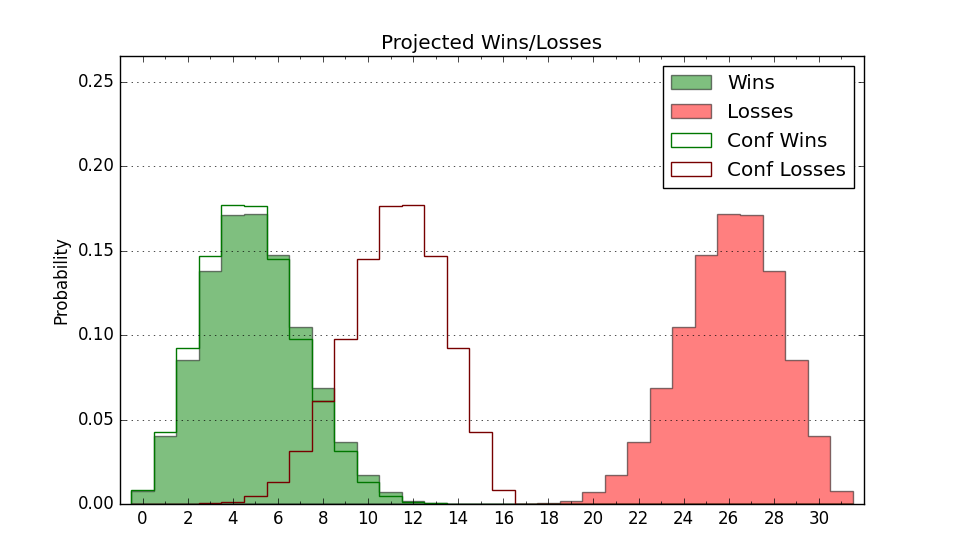 Projected Wins/Losses
0.25
0.20
0.15
0.10
0.05
0.00
Probability
Wins
Losses
Conf Wins
Conf Losses
0 2 4 6 8 10 12 14 16 18 20 22 24 26 28 30